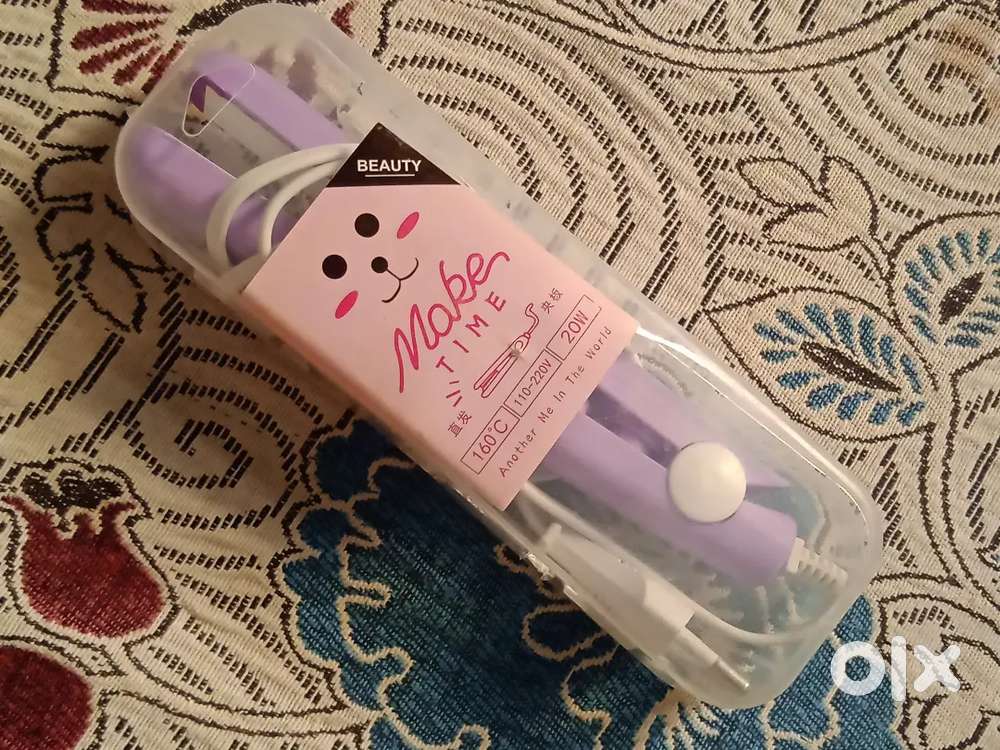 BEAUTY
Make
TIME
直发 夹板
160°C 110-220V 20W
Another Me In The World
olx